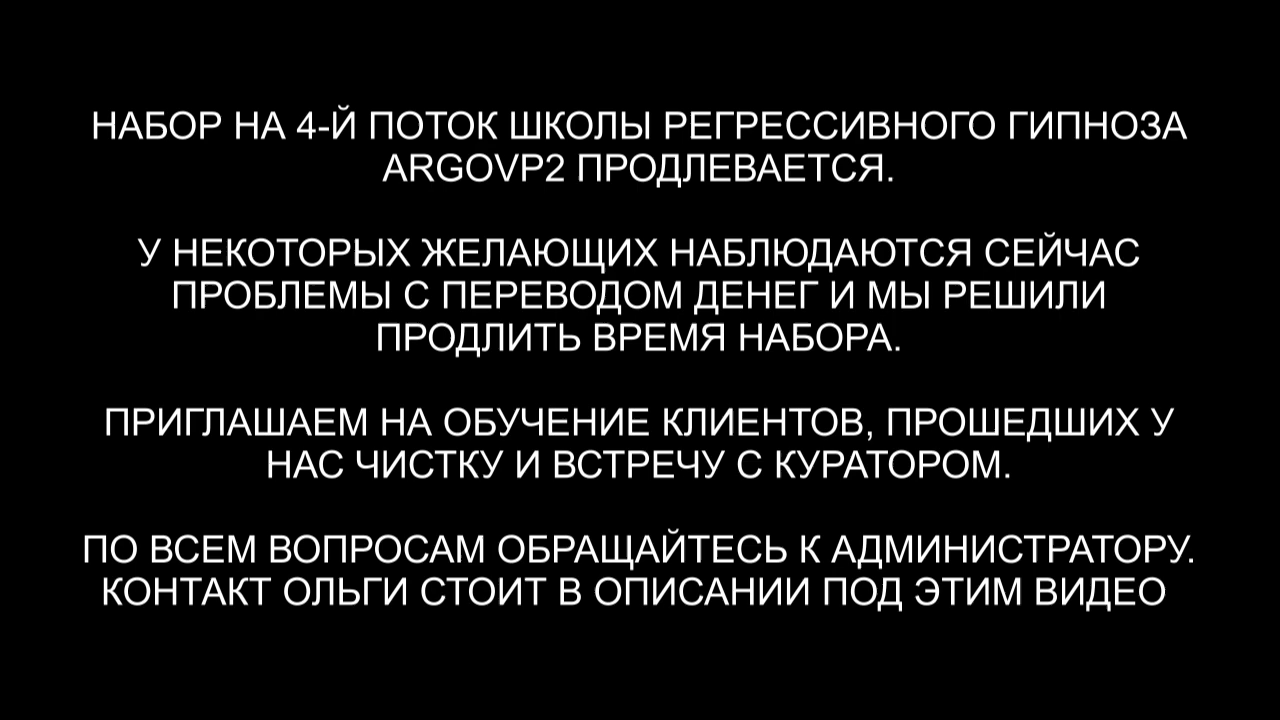 НАБОР НА 4-Й ПОТОК ШКОЛЫ РЕГРЕССИВНОГО ГИПНОЗА
ARGOVP2 ПРОДЛЕВАЕТСЯ.
У НЕКОТОРЫХ ЖЕЛАЮЩИХ НАБЛЮДАЮТСЯ СЕЙЧАС
ПРОБЛЕМЫ С ПЕРЕВОДОМ ДЕНЕГ И МЫ РЕШИЛИ
ПРОДЛИТЬ ВРЕМЯ НАБОРА.
ПРИГЛАШАЕМ НА ОБУЧЕНИЕ КЛИЕНТОВ, ПРОШЕДШИХ У
НАС ЧИСТКУ И ВСТРЕЧУ С КУРАТОРОМ.
ПО ВСЕМ ВОПРОСАМ ОБРАЩАЙТЕСЬ К АДМИНИСТРАТОРУ.
КОНТАКТ ОЛЬГИ СТОИТ В ОПИСАНИИ ПОД ЭТИМ ВИДЕО